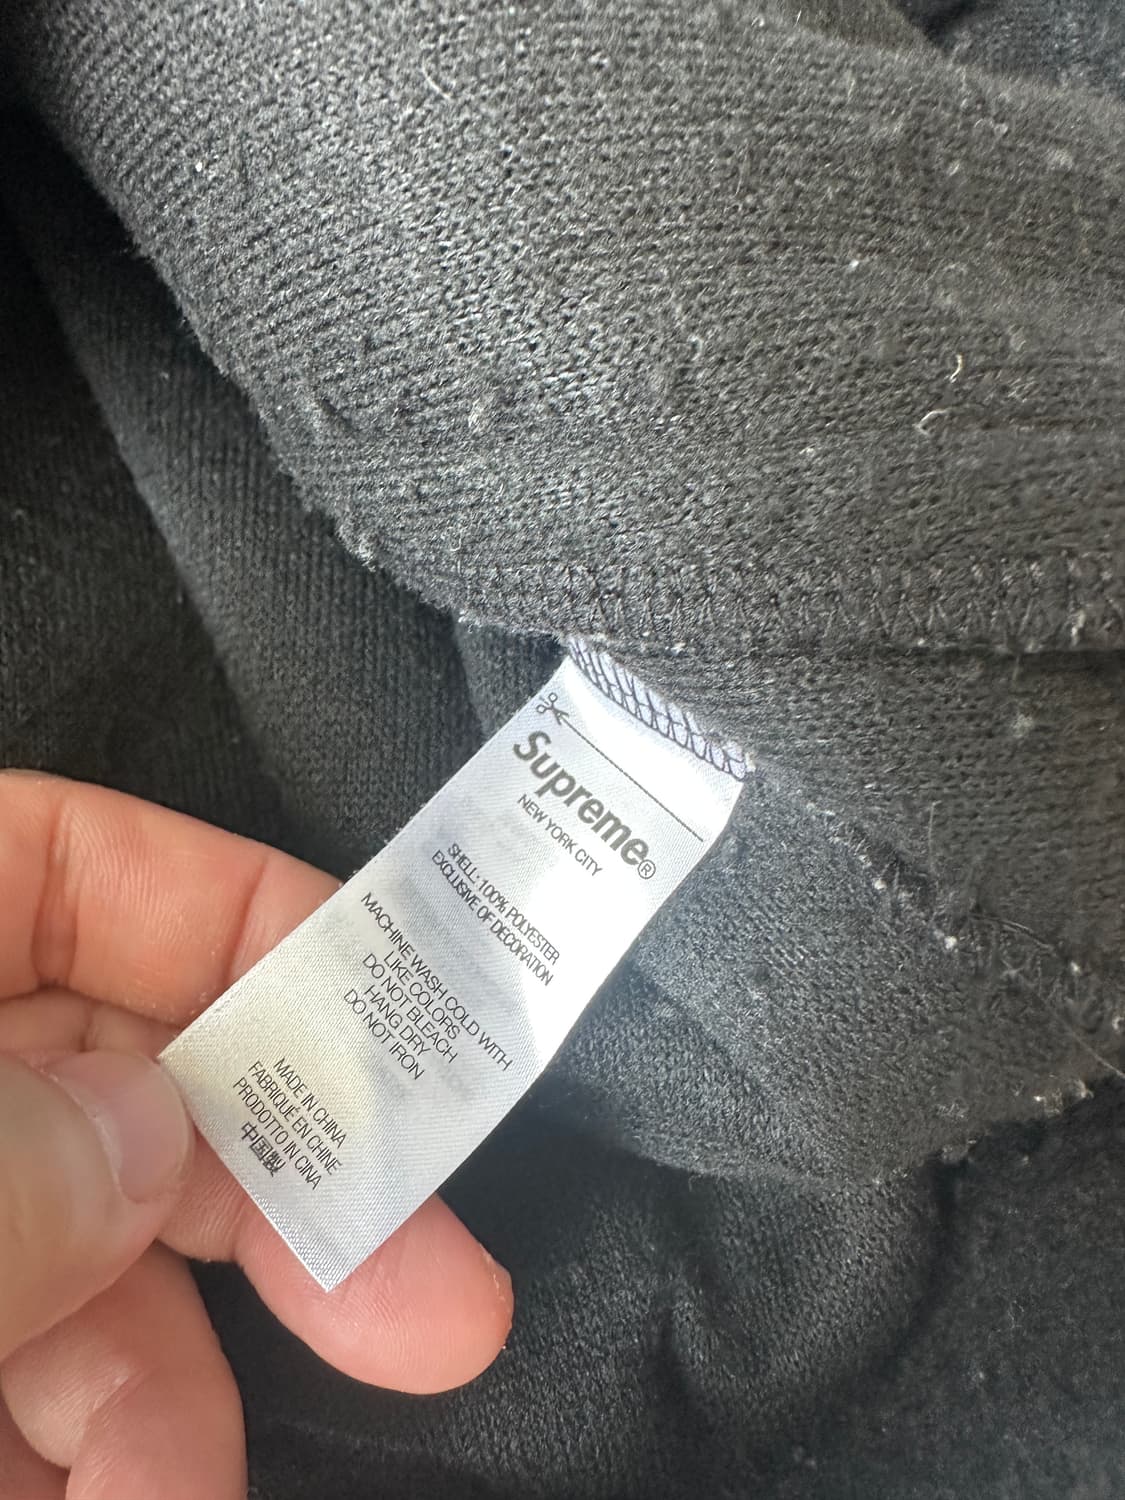 Supreme®
NEW YORK CITY
SHELL: 100% POLYESTER
EXCLUSIVE OF DECORATION
MACHINE WASH COLD WITH
LIKE COLORS
DO NOT BLEACH
HANG DRY
DO NOT IRON
MADE IN CHINA
FABRIQUÉ EN CHINE
PRODOTTO IN CINA
中国製